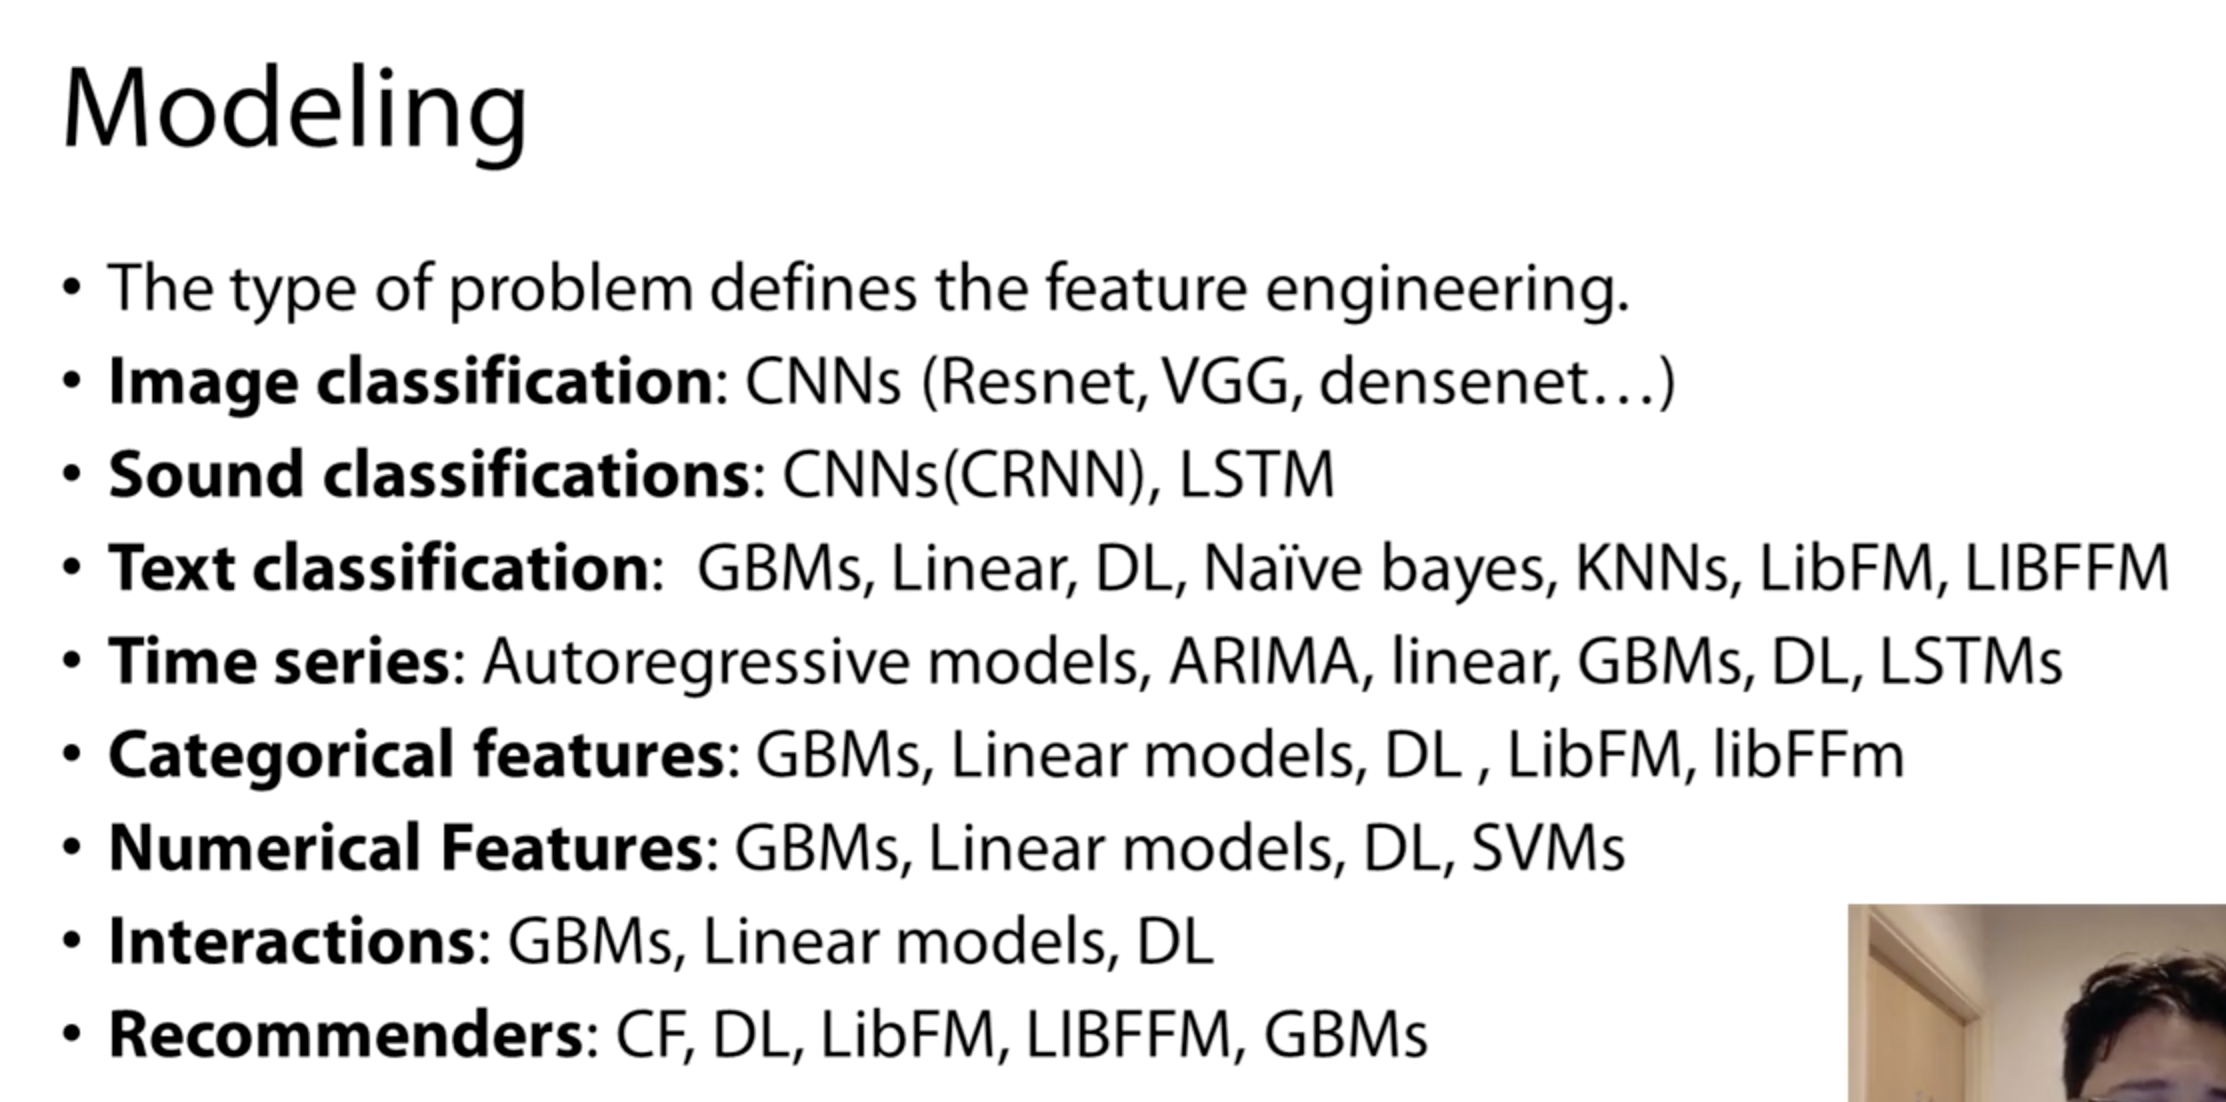 Modeling
• The type of problem defines the feature engineering.
• Image classification: CNNs (Resnet, VGG, densenet…)
• Sound classifications: CNNs(CRNN), LSTM
• Text classification:  GBMs, Linear, DL, Naïve bayes, KNNs, LibFM, LIBFFM
• Time series: Autoregressive models, ARIMA, linear, GBMs, DL, LSTMs
• Categorical features: GBMs, Linear models, DL , LibFM, libFFm
• Numerical Features: GBMs, Linear models, DL, SVMs
• Interactions: GBMs, Linear models, DL
• Recommenders: CF, DL, LibFM, LIBFFM, GBMs